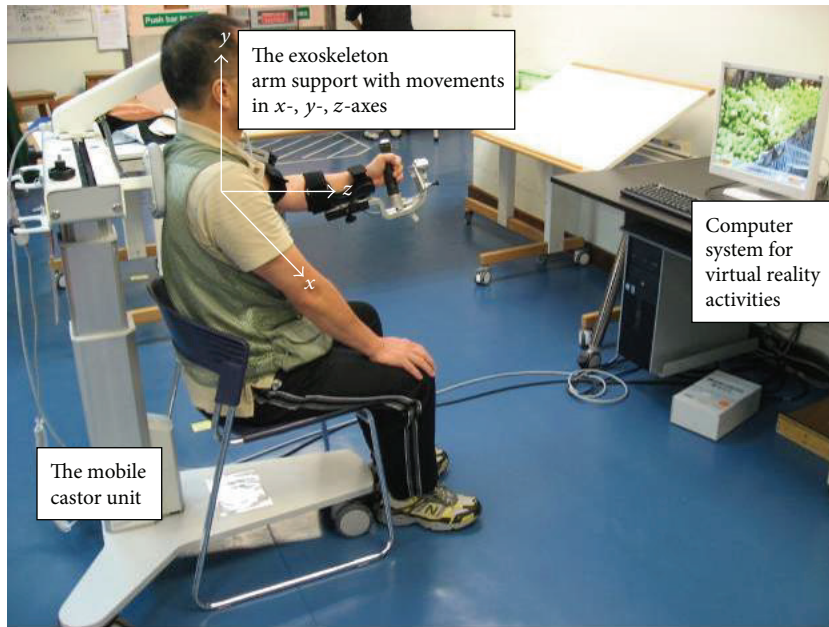 Push bar to
y
The exoskeleton
arm support with movements
in x-, y-, z-axes
z
x
Computer
system for
virtual reality
activities
The mobile
castor unit
N